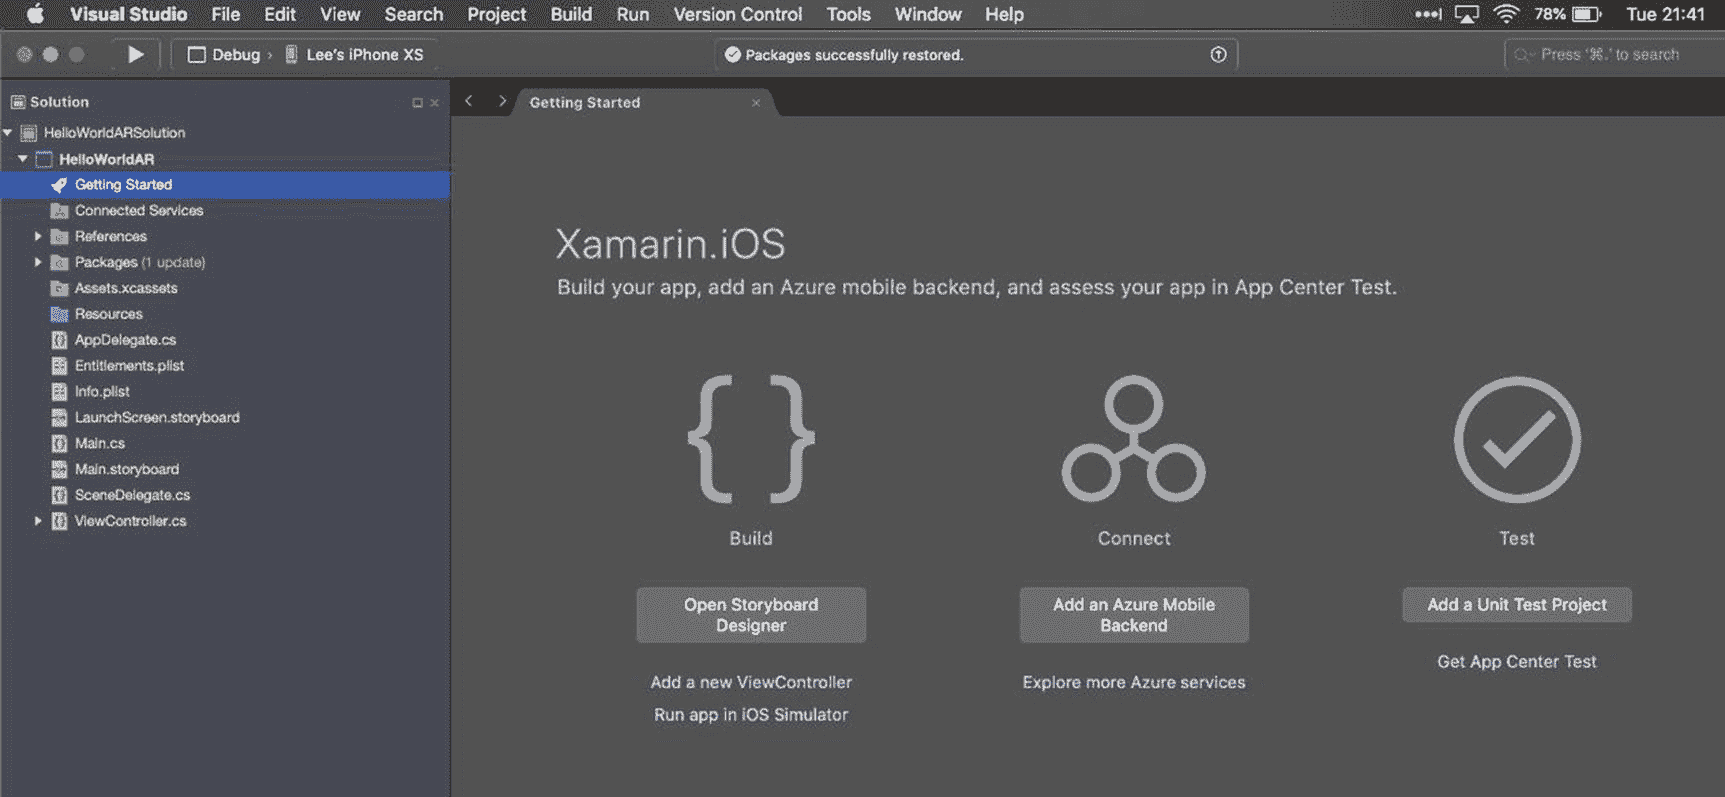 Visual Studio File Edit View Search Project Build Run Version Control Tools Window Help 78% Tue 21:41
Debug › Lee's iPhone XS Packages successfully restored. Press '⌘.' to search
Solution
Getting Started
HelloWorldARSolution
HelloWorldAR
Getting Started
Connected Services
References
Packages (1 update)
Assets.xcassets
Resources
AppDelegate.cs
Entitlements.plist
Info.plist
LaunchScreen.storyboard
Main.cs
Main.storyboard
SceneDelegate.cs
ViewController.cs
Xamarin.iOS
Build your app, add an Azure mobile backend, and assess your app in App Center Test.
Build
Open Storyboard
Designer
Add a new ViewController
Run app in iOS Simulator
Connect
Add an Azure Mobile
Backend
Explore more Azure services
Test
Add a Unit Test Project
Get App Center Test